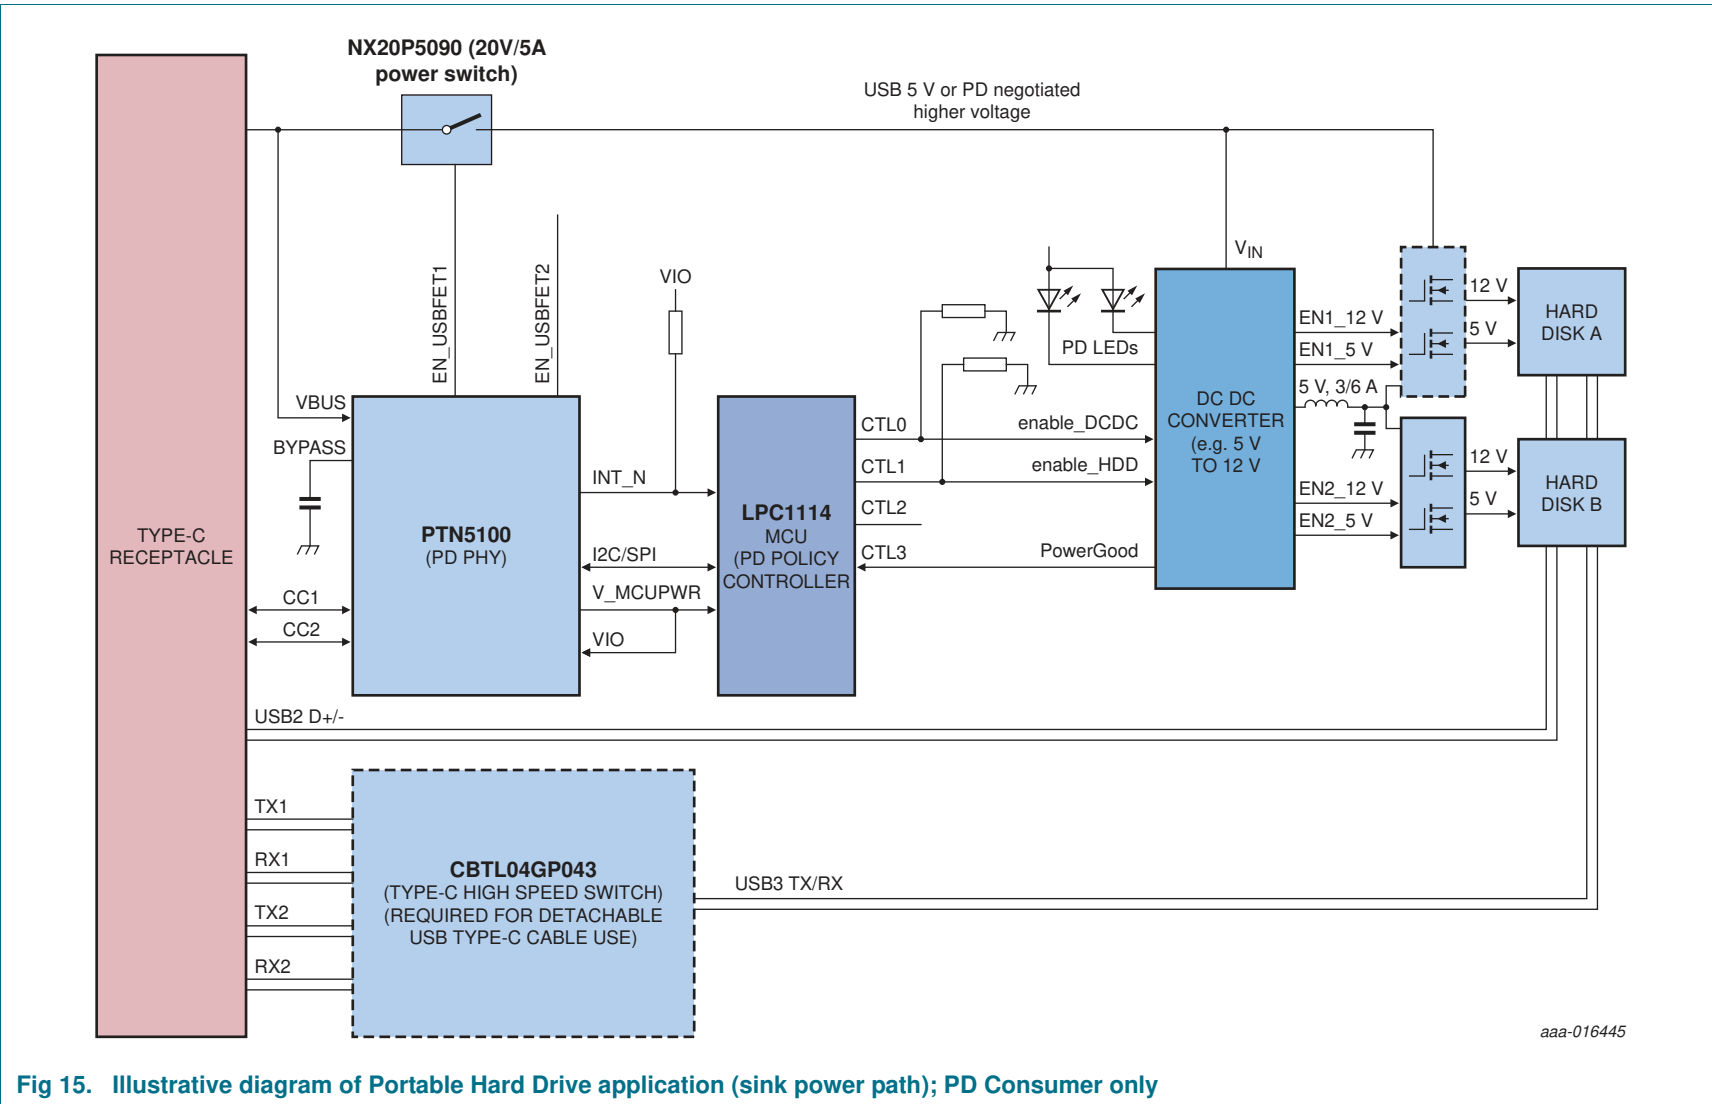 NX20P5090 (20V/5A
power switch)
USB 5 V or PD negotiated
higher voltage
EN_USBFET1
EN_USBFET2
VIO
VIN
PD LEDs
VBUS
BYPASS
CC1
CC2
PTN5100
(PD PHY)
INT_N
I2C/SPI
V_MCUPWR
VIO
LPC1114
MCU
(PD POLICY
CONTROLLER
CTL0
CTL1
CTL2
CTL3
enable_DCDC
enable_HDD
PowerGood
DC DC
CONVERTER
(e.g. 5 V
TO 12 V
EN1_12 V
EN1_5 V
5 V, 3/6 A
EN2_12 V
EN2_5 V
12 V
5 V
HARD
DISK A
12 V
5 V
HARD
DISK B
TYPE-C
RECEPTACLE
USB2 D+/-
TX1
RX1
TX2
RX2
CBTL04GP043
(TYPE-C HIGH SPEED SWITCH)
(REQUIRED FOR DETACHABLE
USB TYPE-C CABLE USE)
USB3 TX/RX
aaa-016445
Fig 15. Illustrative diagram of Portable Hard Drive application (sink power path); PD Consumer only